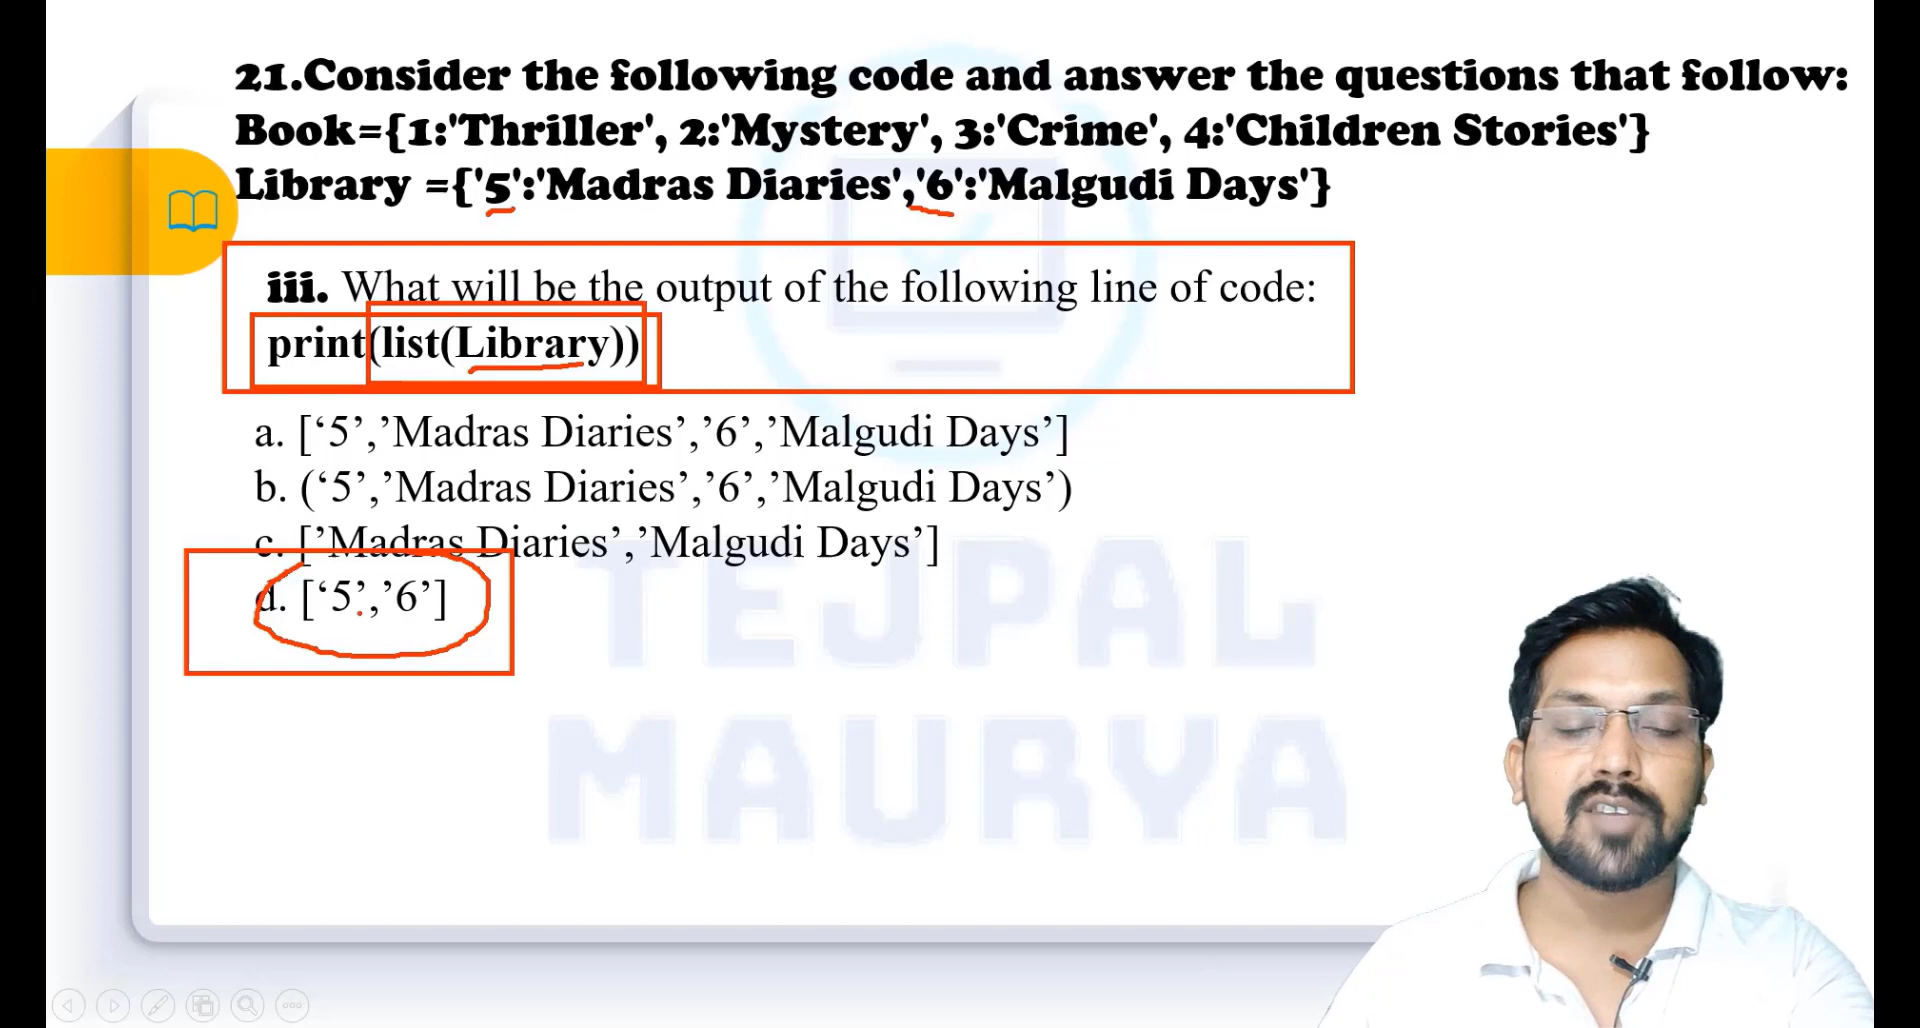 21.Consider the following code and answer the questions that follow:
Book={1:'Thriller', 2:'Mystery', 3:'Crime', 4:'Children Stories'}
Library ={'5':'Madras Diaries','6':'Malgudi Days'}
iii. What will be the output of the following line of code:
print(list(Library))
a. [‘5’,’Madras Diaries’,’6’,’Malgudi Days’]
b. (‘5’,’Madras Diaries’,’6’,’Malgudi Days’)
c. [’Madras Diaries’,’Malgudi Days’]
d. [‘5’,’6’]
TEJPAL
MAURYA